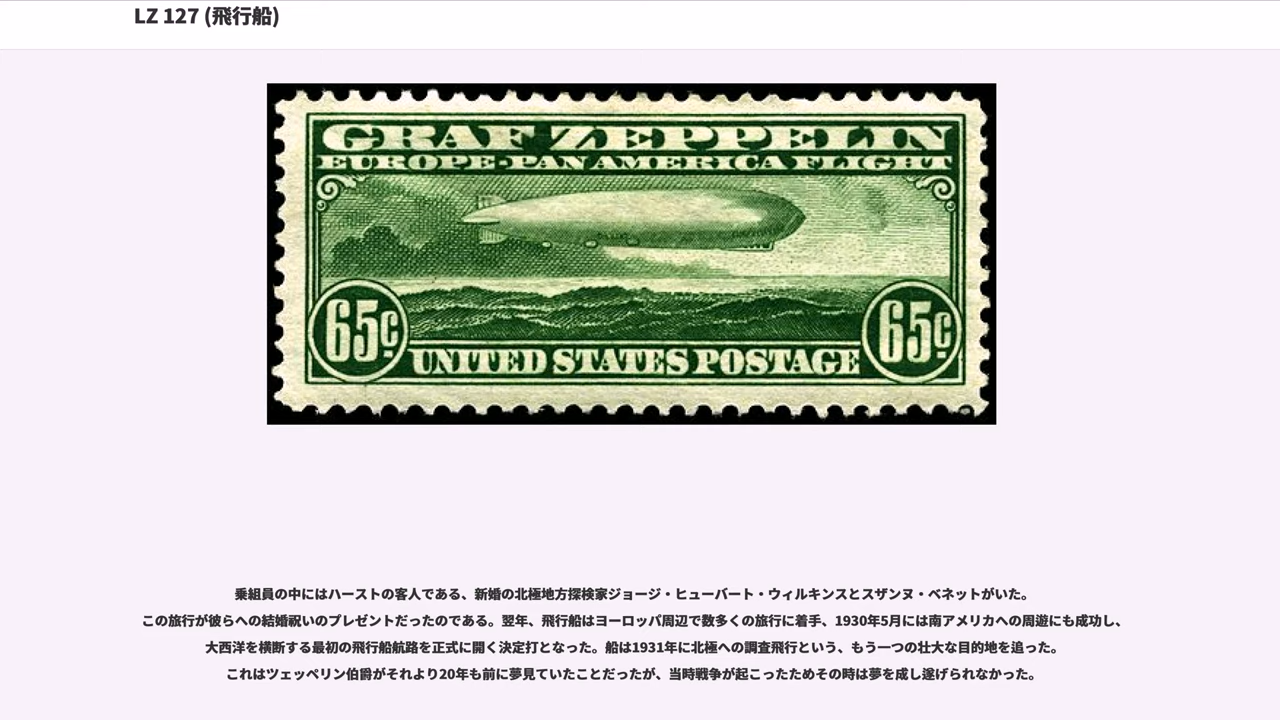 LZ 127 (飛行船)
GRAF ZEPPELIN
EUROPE-PAN AMERICA FLIGHT
65¢ 65¢
UNITED STATES POSTAGE
乗組員の中にはハーストの客人である、新婚の北極地方探検家ジョージ・ヒューバート・ウィルキンスとスザンヌ・ベネットがいた。
この旅行が彼らへの結婚祝いのプレゼントだったのである。翌年、飛行船はヨーロッパ周辺で数多くの旅行に着手、1930年5月には南アメリカへの周遊にも成功し、
大西洋を横断する最初の飛行船航路を正式に開く決定打となった。船は1931年に北極への調査飛行という、もう一つの壮大な目的地を追った。
これはツェッペリン伯爵がそれより20年も前に夢見ていたことだったが、当時戦争が起こったためその時は夢を成し遂げられなかった。